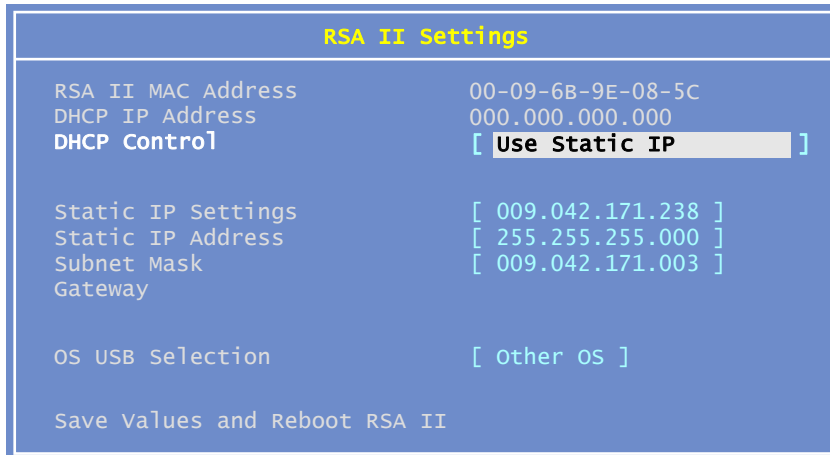 RSA II Settings
RSA II MAC Address 00-09-6B-9E-08-5C
DHCP IP Address 000.000.000.000
DHCP Control [ Use Static IP ]
Static IP Settings [ 009.042.171.238 ]
Static IP Address [ 255.255.255.000 ]
Subnet Mask [ 009.042.171.003 ]
Gateway
OS USB Selection [ Other OS ]
Save Values and Reboot RSA II